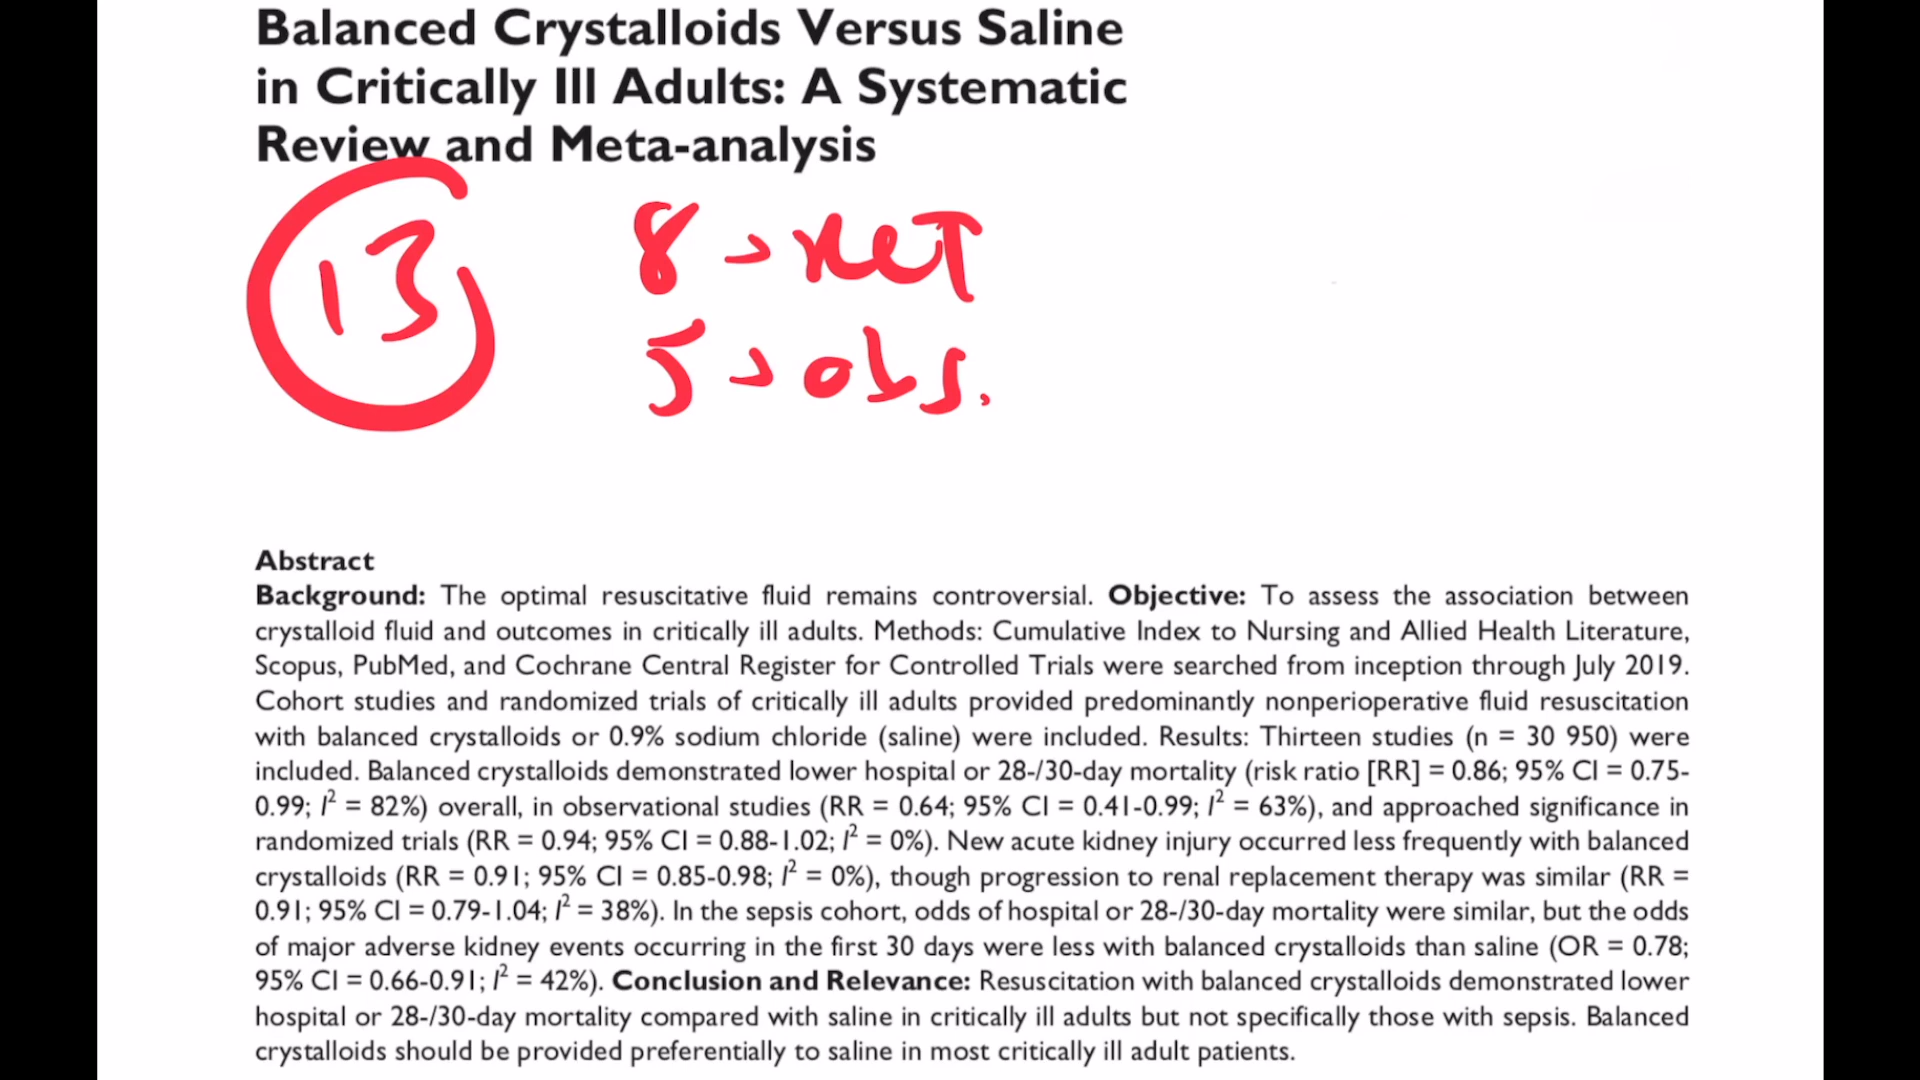 Balanced Crystalloids Versus Saline
in Critically Ill Adults: A Systematic
Review and Meta-analysis
13
8 → RCT
5 → obs.
Abstract
Background: The optimal resuscitative fluid remains controversial. Objective: To assess the association between
crystalloid fluid and outcomes in critically ill adults. Methods: Cumulative Index to Nursing and Allied Health Literature,
Scopus, PubMed, and Cochrane Central Register for Controlled Trials were searched from inception through July 2019.
Cohort studies and randomized trials of critically ill adults provided predominantly nonperioperative fluid resuscitation
with balanced crystalloids or 0.9% sodium chloride (saline) were included. Results: Thirteen studies (n = 30 950) were
included. Balanced crystalloids demonstrated lower hospital or 28-/30-day mortality (risk ratio [RR] = 0.86; 95% CI = 0.75-
0.99; I² = 82%) overall, in observational studies (RR = 0.64; 95% CI = 0.41-0.99; I² = 63%), and approached significance in
randomized trials (RR = 0.94; 95% CI = 0.88-1.02; I² = 0%). New acute kidney injury occurred less frequently with balanced
crystalloids (RR = 0.91; 95% CI = 0.85-0.98; I² = 0%), though progression to renal replacement therapy was similar (RR =
0.91; 95% CI = 0.79-1.04; I² = 38%). In the sepsis cohort, odds of hospital or 28-/30-day mortality were similar, but the odds
of major adverse kidney events occurring in the first 30 days were less with balanced crystalloids than saline (OR = 0.78;
95% CI = 0.66-0.91; I² = 42%). Conclusion and Relevance: Resuscitation with balanced crystalloids demonstrated lower
hospital or 28-/30-day mortality compared with saline in critically ill adults but not specifically those with sepsis. Balanced
crystalloids should be provided preferentially to saline in most critically ill adult patients.